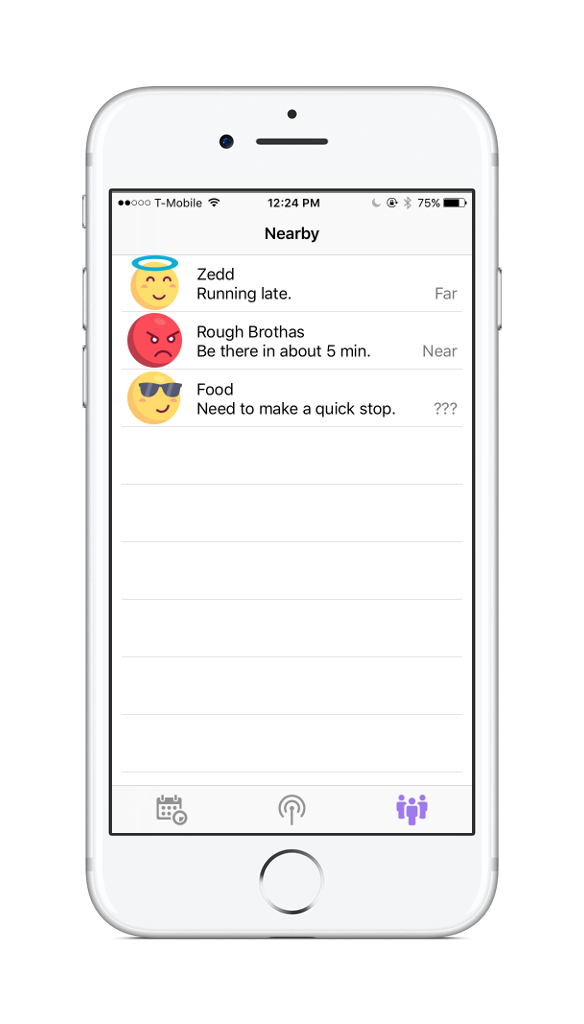 T-Mobile 12:24 PM 75%
Nearby
Zedd
Running late. Far
Rough Brothas
Be there in about 5 min. Near
Food
Need to make a quick stop. ???